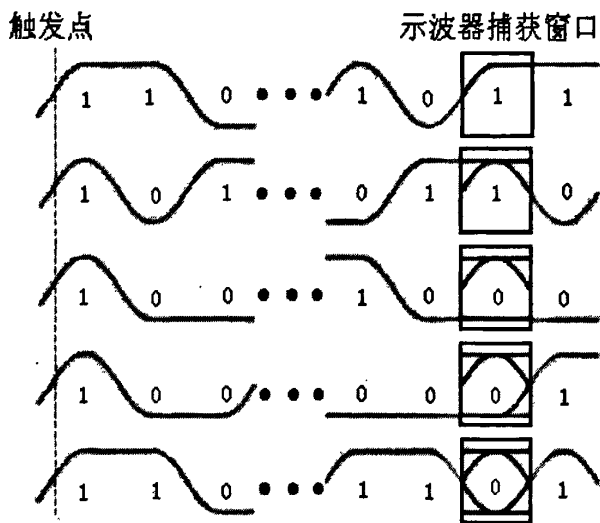 触发点 示波器捕获窗口
1 1 0 ● ● ● 1 0 1 1
1 0 1 ● ● ● 0 1 1 0
1 0 0 ● ● ● 1 0 0 0
1 0 0 ● ● ● 0 0 0 1
1 1 0 ● ● ● 1 1 0 1